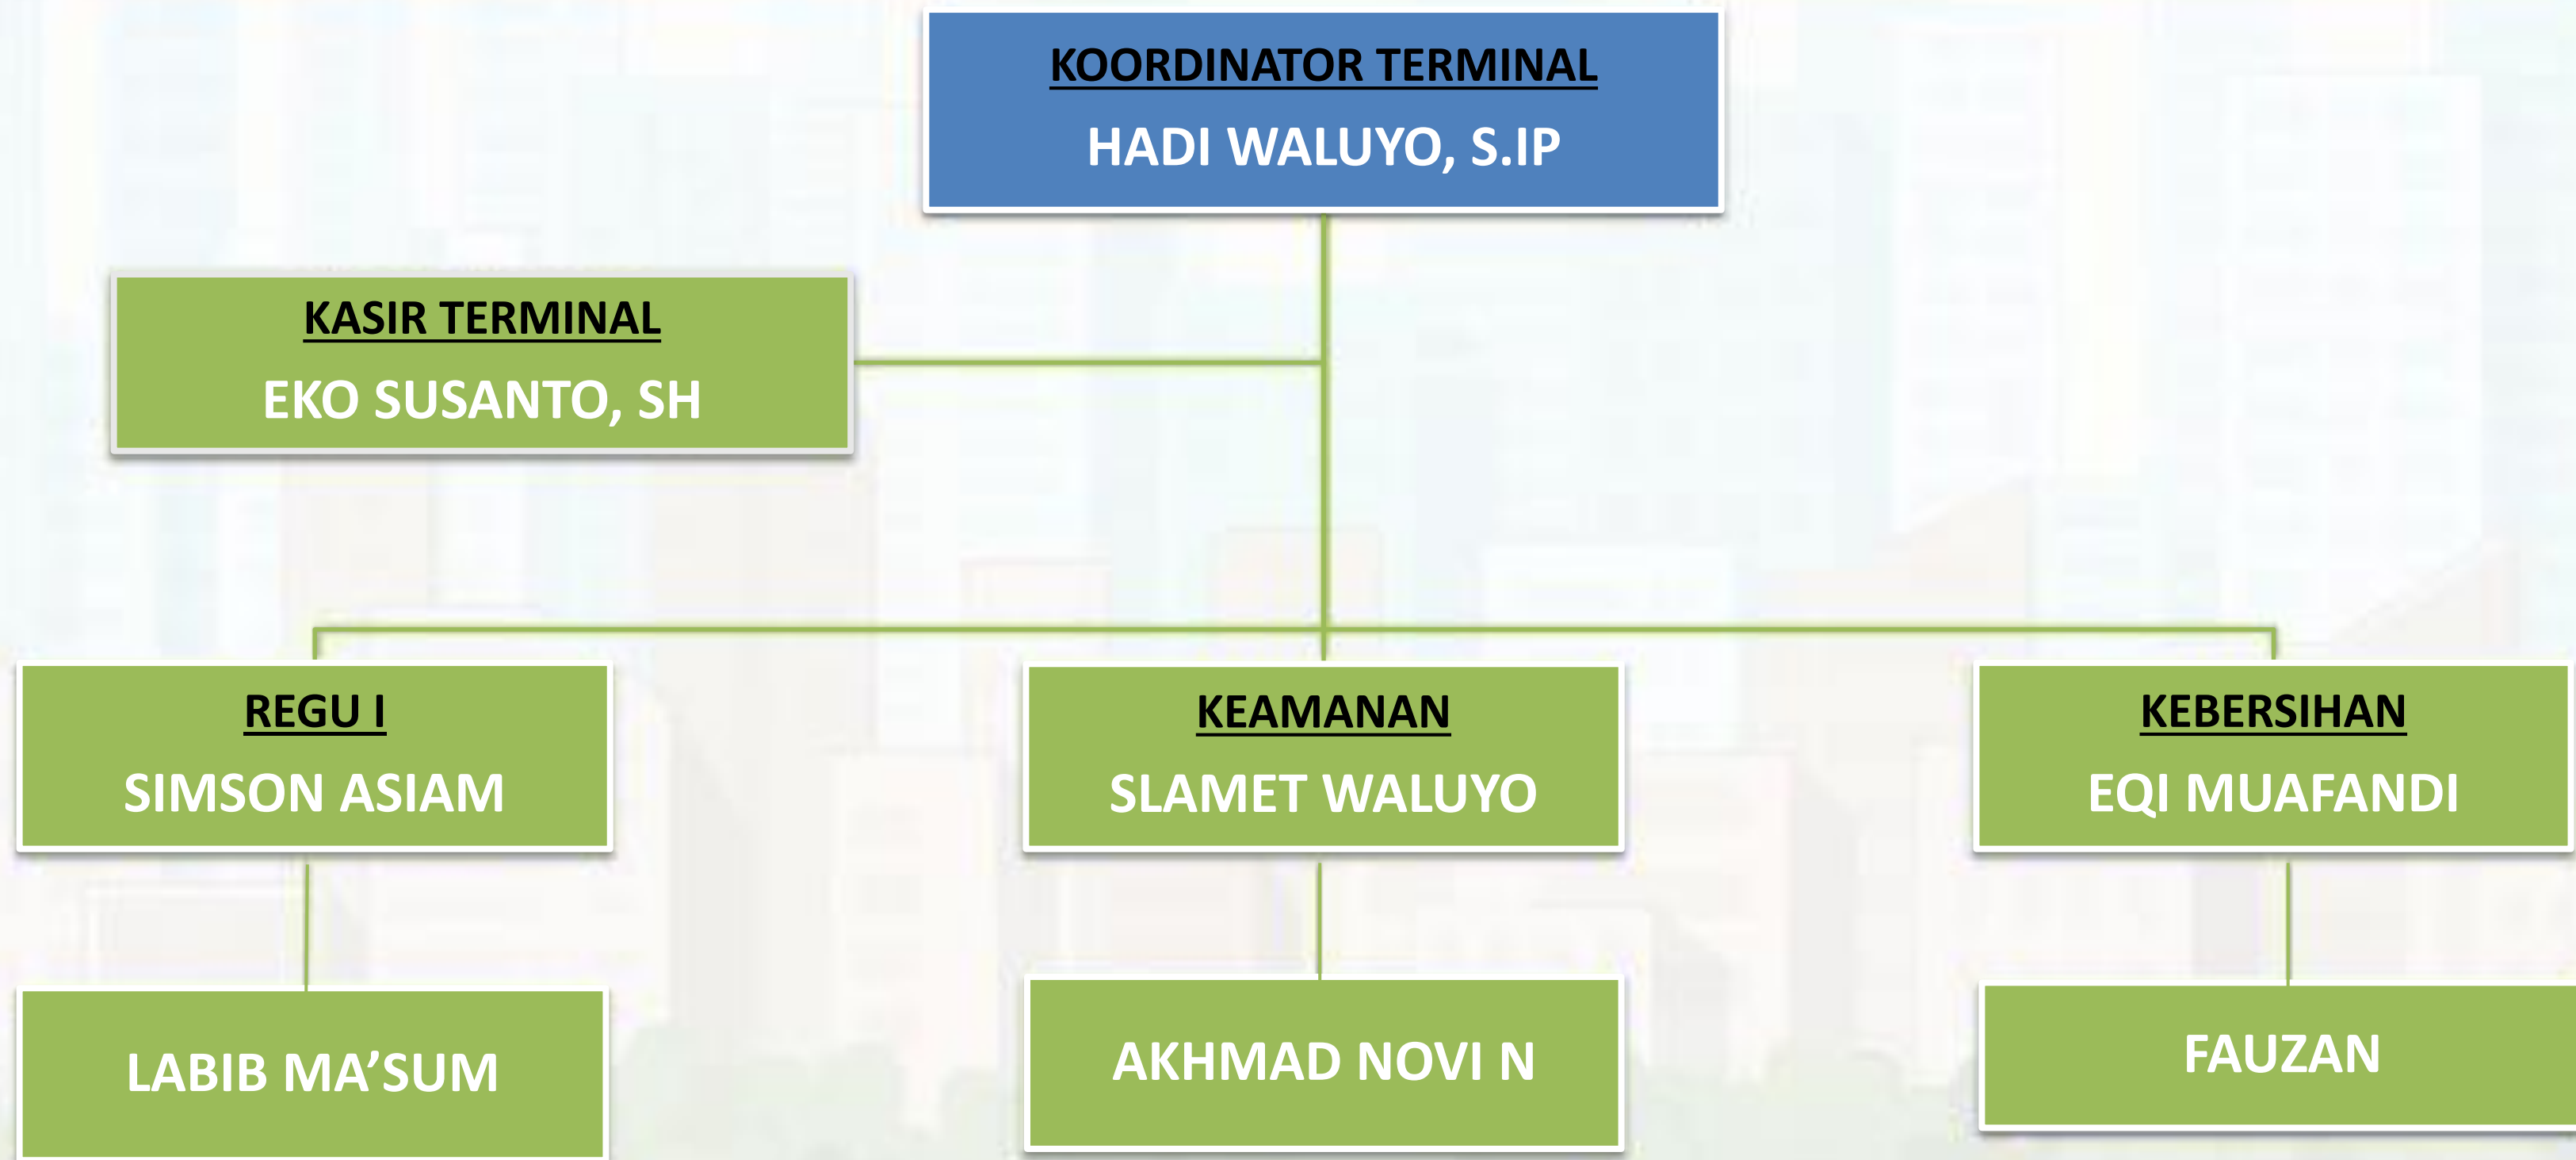 KOORDINATOR TERMINAL
HADI WALUYO, S.IP
KASIR TERMINAL
EKO SUSANTO, SH
REGU I
SIMSON ASIAM
KEAMANAN
SLAMET WALUYO
KEBERSIHAN
EQI MUAFANDI
LABIB MA’SUM
AKHMAD NOVI N
FAUZAN